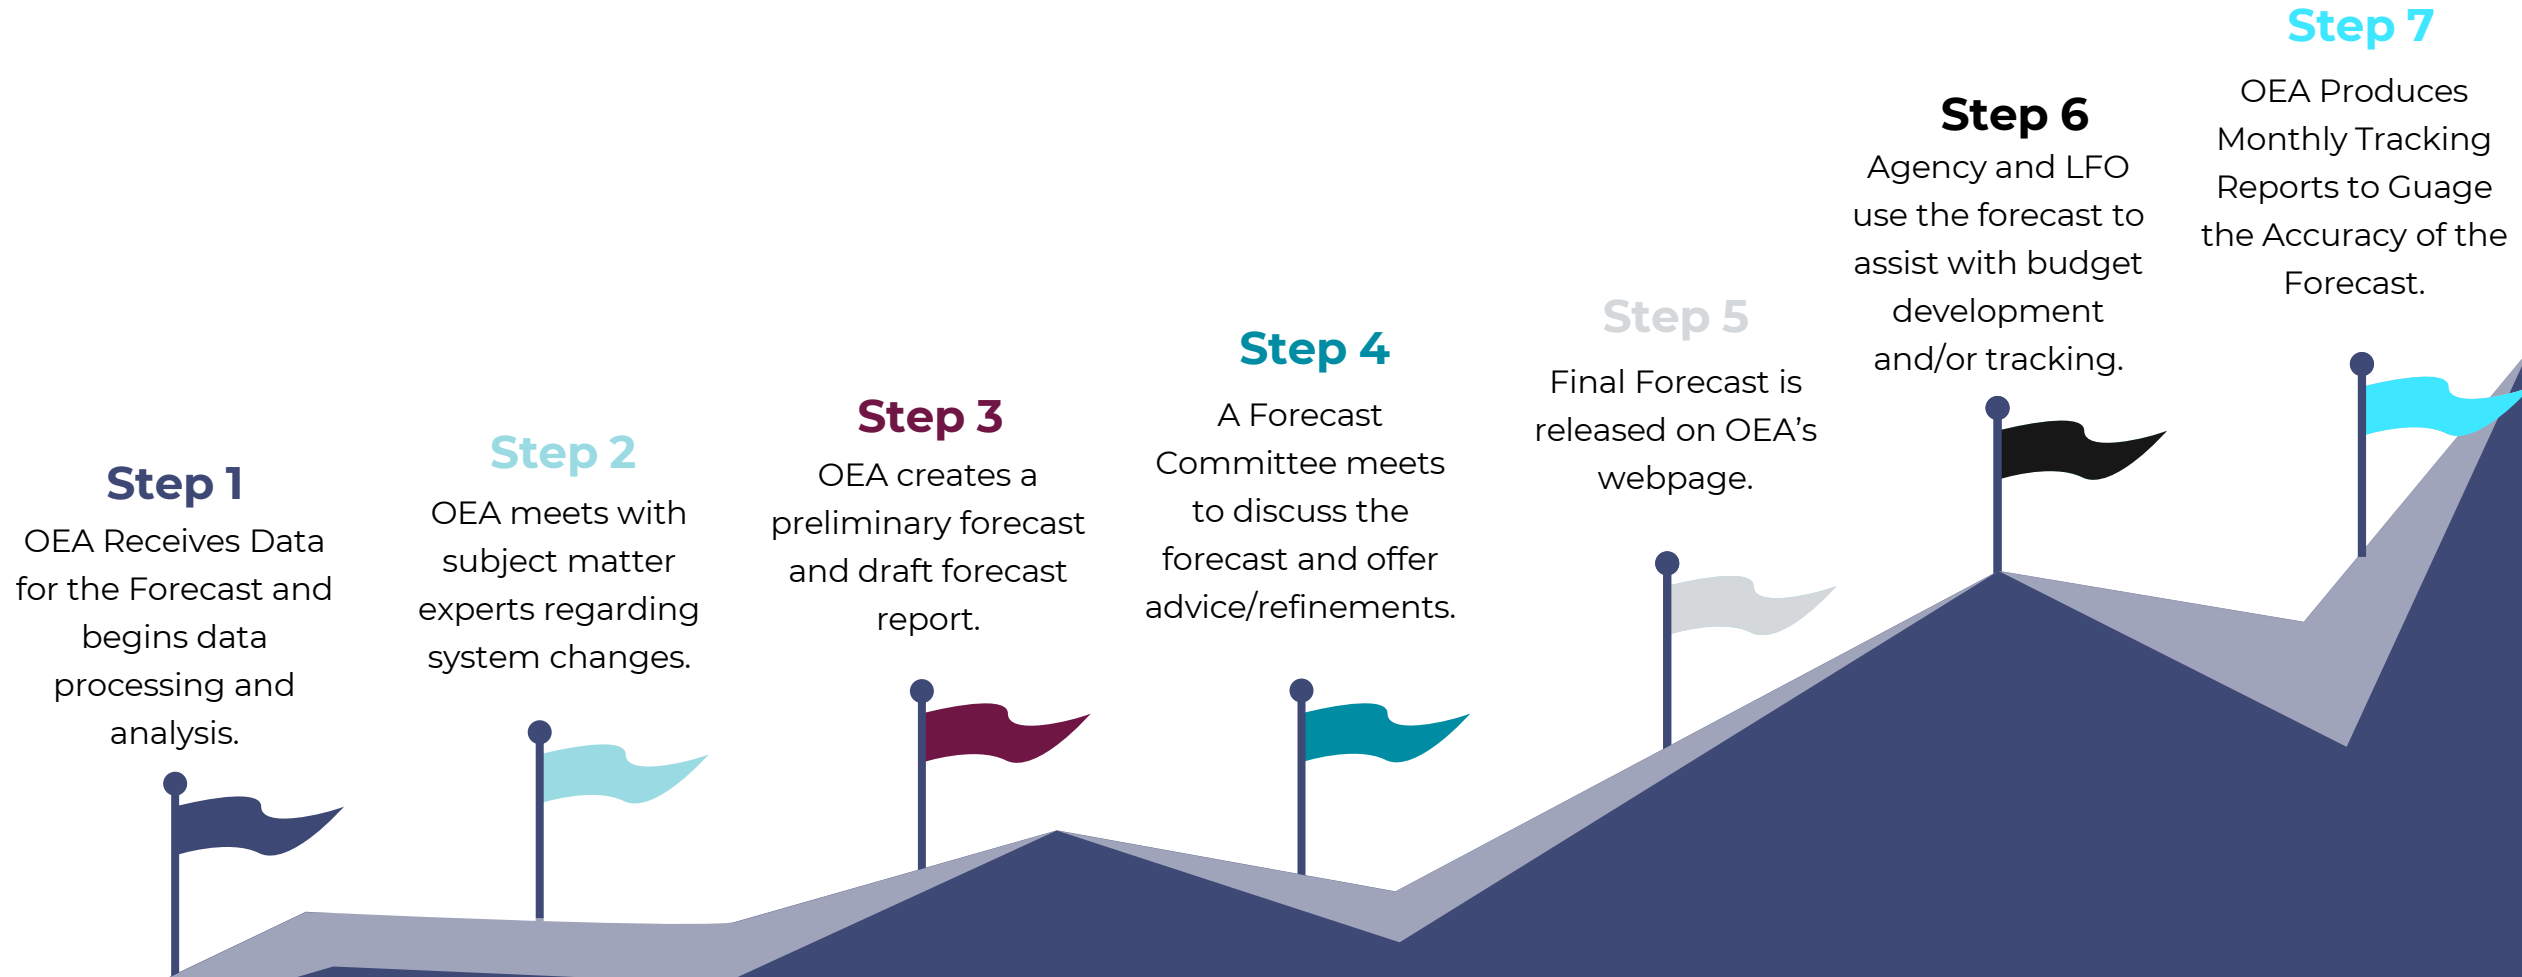 Step 1
OEA Receives Data
for the Forecast and
begins data
processing and
analysis.
Step 2
OEA meets with
subject matter
experts regarding
system changes.
Step 3
OEA creates a
preliminary forecast
and draft forecast
report.
Step 4
A Forecast
Committee meets
to discuss the
forecast and offer
advice/refinements.
Step 5
Final Forecast is
released on OEA’s
webpage.
Step 6
Agency and LFO
use the forecast to
assist with budget
development
and/or tracking.
Step 7
OEA Produces
Monthly Tracking
Reports to Guage
the Accuracy of the
Forecast.